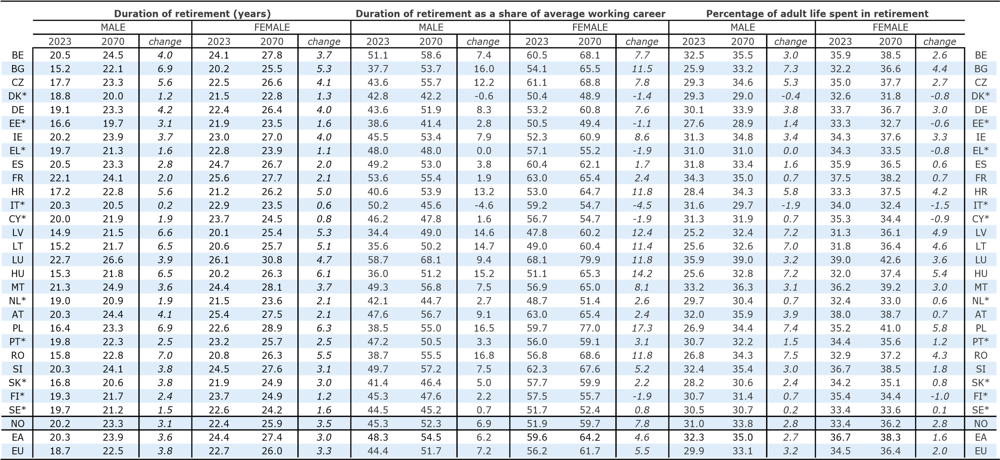 Duration of retirement (years) Duration of retirement as a share of average working career Percentage of adult life spent in retirement
MALE FEMALE MALE FEMALE MALE FEMALE
2023 2070 change 2023 2070 change 2023 2070 change 2023 2070 change 2023 2070 change 2023 2070 change
BE 20.5 24.5 4.0 24.1 27.8 3.7 51.1 58.6 7.4 60.5 68.1 7.7 32.5 35.5 3.0 35.9 38.5 2.6 BE
BG 15.2 22.1 6.9 20.2 25.5 5.3 37.7 53.7 16.0 54.1 65.5 11.5 25.9 33.2 7.3 32.2 36.6 4.4 BG
CZ 17.7 23.3 5.6 22.5 26.6 4.1 43.6 55.7 12.2 61.1 68.8 7.8 29.3 34.6 5.3 35.0 37.7 2.7 CZ
DK* 18.8 20.0 1.2 21.5 22.8 1.3 42.8 42.2 -0.6 50.4 48.9 -1.4 29.3 29.0 -0.4 32.6 31.8 -0.8 DK*
DE 19.1 23.3 4.2 22.4 26.4 4.0 43.6 51.9 8.3 53.2 60.8 7.6 30.1 33.9 3.8 33.7 36.7 3.0 DE
EE* 16.6 19.7 3.1 21.9 23.5 1.6 38.6 41.4 2.8 50.5 49.4 -1.1 27.6 28.9 1.4 33.3 32.7 -0.6 EE*
IE 20.2 23.9 3.7 23.0 27.0 4.0 45.5 53.4 7.9 52.3 60.9 8.6 31.3 34.8 3.4 34.3 37.6 3.3 IE
EL* 19.7 21.3 1.6 22.8 23.9 1.1 48.0 48.0 0.0 57.1 55.2 -1.9 31.0 31.0 0.0 34.3 33.5 -0.8 EL*
ES 20.5 23.3 2.8 24.7 26.7 2.0 49.2 53.0 3.8 60.4 62.1 1.7 31.8 33.4 1.6 35.9 36.5 0.6 ES
FR 22.1 24.1 2.0 25.6 27.7 2.1 53.6 55.4 1.9 63.0 65.4 2.4 34.3 35.0 0.7 37.5 38.2 0.7 FR
HR 17.2 22.8 5.6 21.2 26.2 5.0 40.6 53.9 13.2 53.0 64.7 11.8 28.4 34.3 5.8 33.3 37.5 4.2 HR
IT* 20.3 20.5 0.2 22.9 23.5 0.6 50.2 45.6 -4.6 59.2 54.7 -4.5 31.6 29.7 -1.9 34.0 32.4 -1.5 IT*
CY* 20.0 21.9 1.9 23.7 24.5 0.8 46.2 47.8 1.6 56.7 54.7 -1.9 31.3 31.9 0.7 35.3 34.4 -0.9 CY*
LV 14.9 21.5 6.6 20.1 25.4 5.3 34.4 49.0 14.6 47.8 60.2 12.4 25.2 32.4 7.2 31.3 36.1 4.9 LV
LT 15.2 21.7 6.5 20.6 25.7 5.1 35.6 50.2 14.7 49.0 60.4 11.4 25.6 32.6 7.0 31.8 36.4 4.6 LT
LU 22.7 26.6 3.9 26.1 30.8 4.7 58.7 68.1 9.4 68.1 79.9 11.8 35.9 39.0 3.2 39.0 42.6 3.6 LU
HU 15.3 21.8 6.5 20.2 26.3 6.1 36.0 51.2 15.2 51.1 65.3 14.2 25.6 32.8 7.2 32.0 37.4 5.4 HU
MT 21.3 24.9 3.6 24.4 28.1 3.7 49.3 56.8 7.5 56.9 65.0 8.1 33.2 36.3 3.1 36.2 39.2 3.0 MT
NL* 19.0 20.9 1.9 21.5 23.6 2.1 42.1 44.7 2.7 48.7 51.4 2.6 29.7 30.4 0.7 32.4 33.0 0.6 NL*
AT 20.3 24.4 4.1 25.4 27.5 2.1 47.6 56.7 9.1 63.0 65.4 2.4 32.0 35.9 3.9 38.0 38.7 0.7 AT
PL 16.4 23.3 6.9 22.6 28.9 6.3 38.5 55.0 16.5 59.7 77.0 17.3 26.9 34.4 7.4 35.2 41.0 5.8 PL
PT* 19.8 22.3 2.5 23.2 25.7 2.5 47.2 50.5 3.3 56.0 59.1 3.1 30.7 32.2 1.5 34.4 35.6 1.2 PT*
RO 15.8 22.8 7.0 20.8 26.3 5.5 38.7 55.5 16.8 56.8 68.6 11.8 26.8 34.3 7.5 32.9 37.2 4.3 RO
SI 20.3 24.1 3.8 24.5 27.6 3.1 49.7 57.2 7.5 62.3 67.6 5.2 32.4 35.4 3.0 36.7 38.5 1.8 SI
SK* 16.8 20.6 3.8 21.9 24.9 3.0 41.4 46.4 5.0 57.7 59.9 2.2 28.2 30.6 2.4 34.2 35.1 0.8 SK*
FI* 19.3 21.7 2.4 23.7 24.9 1.2 45.3 47.6 2.2 57.5 55.7 -1.9 30.7 31.4 0.7 35.4 34.4 -1.0 FI*
SE* 19.7 21.2 1.5 22.6 24.2 1.6 44.5 45.2 0.7 51.7 52.4 0.8 30.5 30.7 0.2 33.4 33.6 0.1 SE*
NO 20.2 23.3 3.1 22.4 25.9 3.5 45.3 52.3 6.9 51.9 59.7 7.8 31.0 33.8 2.8 33.4 36.2 2.8 NO
EA 20.3 23.9 3.6 24.4 27.4 3.0 48.3 54.5 6.2 59.6 64.2 4.6 32.3 35.0 2.7 36.7 38.3 1.6 EA
EU 18.7 22.5 3.8 22.7 26.0 3.3 44.4 51.7 7.2 56.2 61.7 5.5 29.9 33.1 3.2 34.5 36.4 2.0 EU